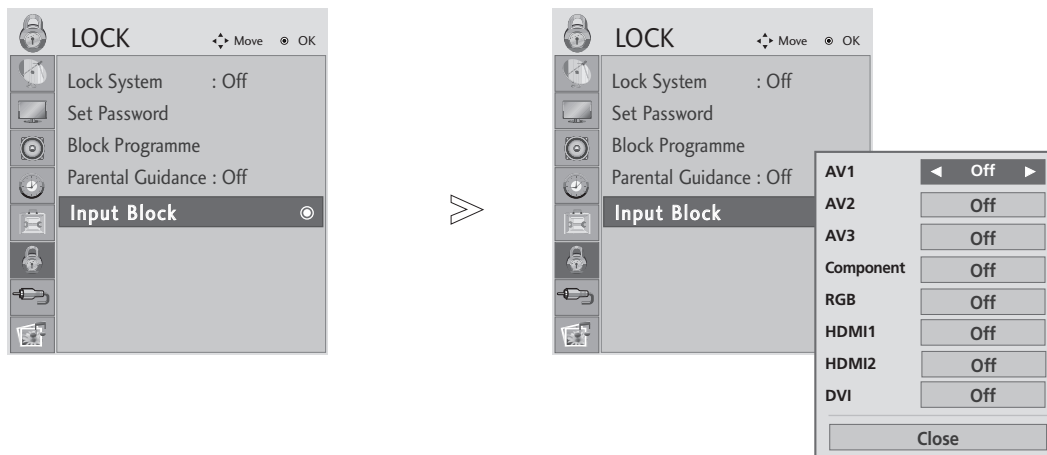 LOCK Move OK
Lock System : Off
Set Password
Block Programme
Parental Guidance : Off
Input Block
LOCK Move OK
Lock System : Off
Set Password
Block Programme
Parental Guidance : Off
Input Block
AV1 Off
AV2 Off
AV3 Off
Component Off
RGB Off
HDMI1 Off
HDMI2 Off
DVI Off
Close